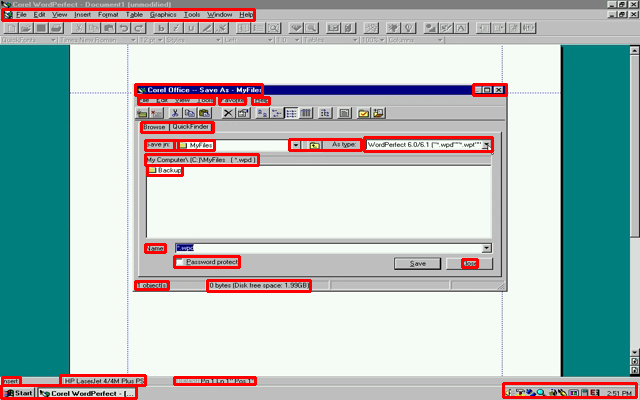 Corel WordPerfect - Document1 (unmodified)
File Edit View Insert Format Table Graphics Tools Window Help
QuickFonts Times New Roman 12 pt Styles Left 1.0 Tables 100% Columns
Corel Office -- Save As - MyFiles
File Edit View Tools Favorites Help
Browse QuickFinder
Save in: MyFiles As type: WordPerfect 6.0/6.1 ("*.wpd""*.wpt""
My Computer\ (C:)\MyFiles ( *.wpd )
Backup
Name: *.wpd
Password protect Save Close
1 object(s) 0 bytes (Disk free space: 1.99GB)
Insert HP LaserJet 4/4M Plus PS Pg 1 Ln 1" Pos 1"
Start Corel WordPerfect - [... 2:51 PM